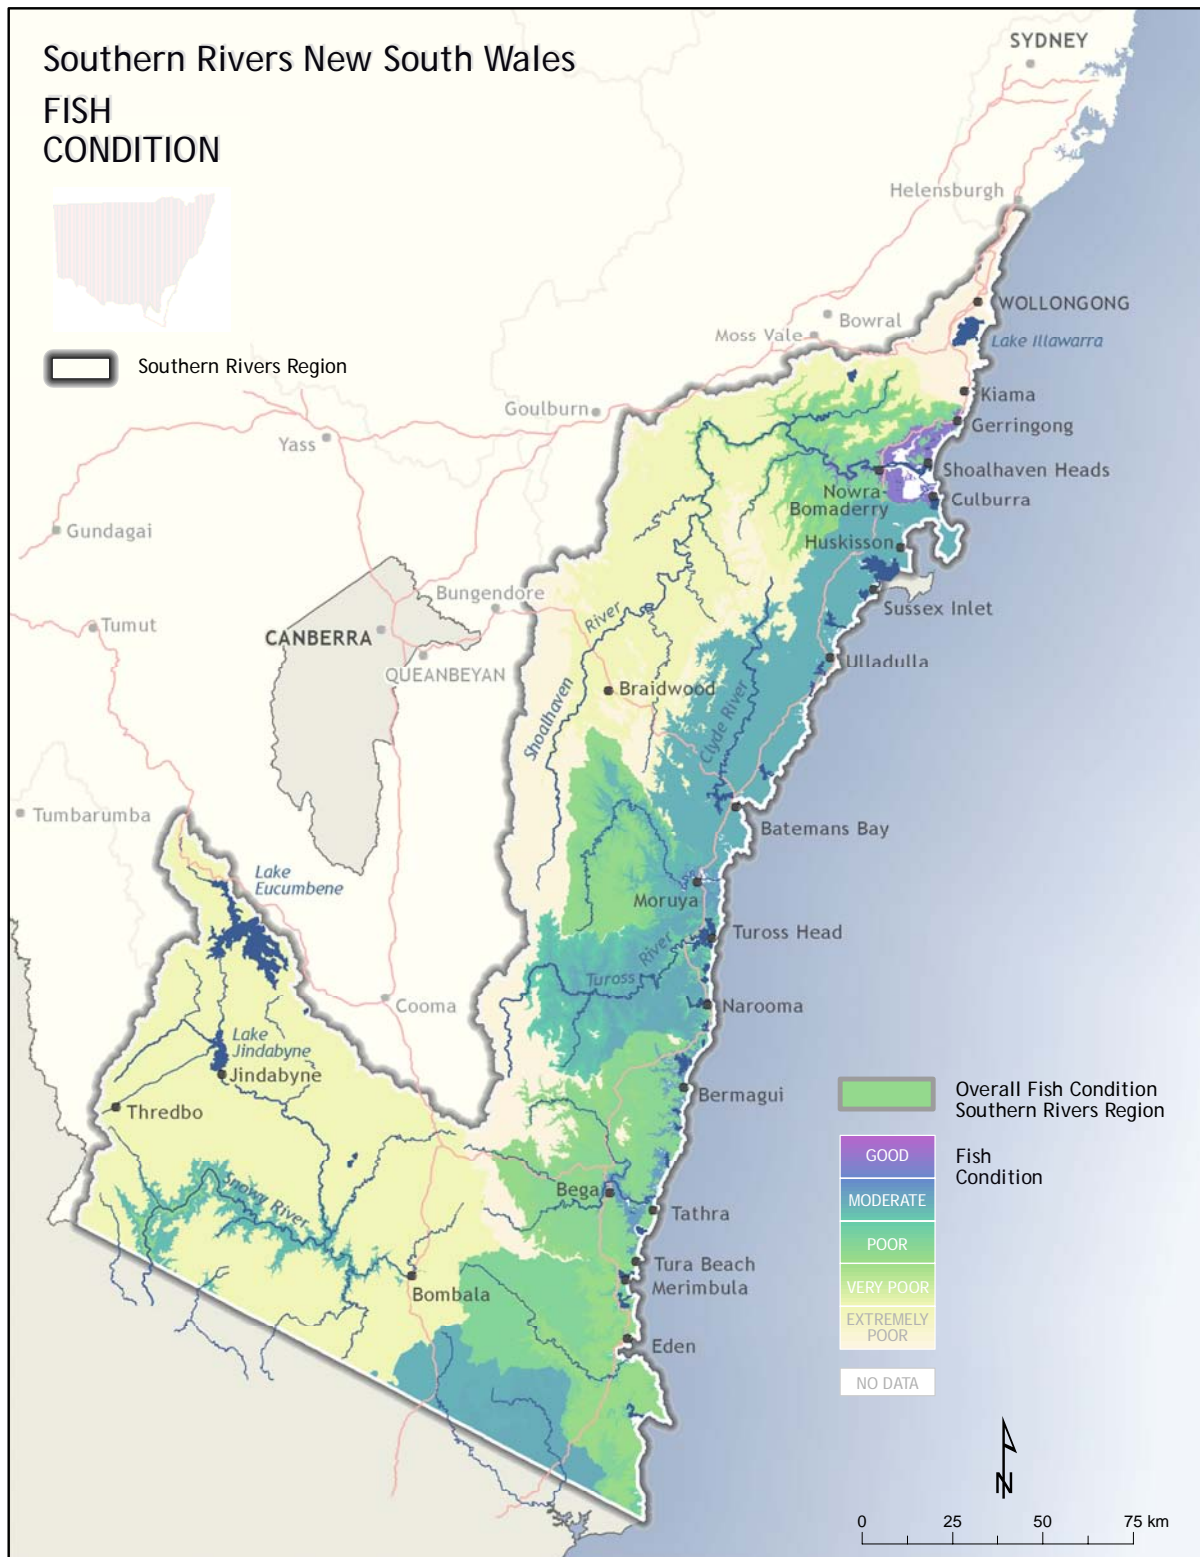 Southern Rivers New South Wales
FISH
CONDITION
Southern Rivers Region
SYDNEY
Helensburgh
WOLLONGONG
Lake Illawarra
Bowral
Moss Vale
Kiama
Goulburn
Gerringong
Yass
Shoalhaven Heads
Nowra-
Bomaderry
Culburra
Gundagai
Huskisson
Bungendore
Sussex Inlet
River
Tumut
CANBERRA
QUEANBEYAN
Ulladulla
Braidwood
Shoalhaven
Clyde River
Tumbarumba
Batemans Bay
Lake
Eucumbene
Moruya
Tuross Head
River
Tuross
Cooma
Narooma
Lake
Jindabyne
Jindabyne
Bermagui
Thredbo
Overall Fish Condition
Southern Rivers Region
GOOD
Fish
Condition
Snowy River
Bega
MODERATE
Tathra
POOR
Tura Beach
Merimbula
VERY POOR
Bombala
EXTREMELY
POOR
Eden
NO DATA
N
0 25 50 75 km